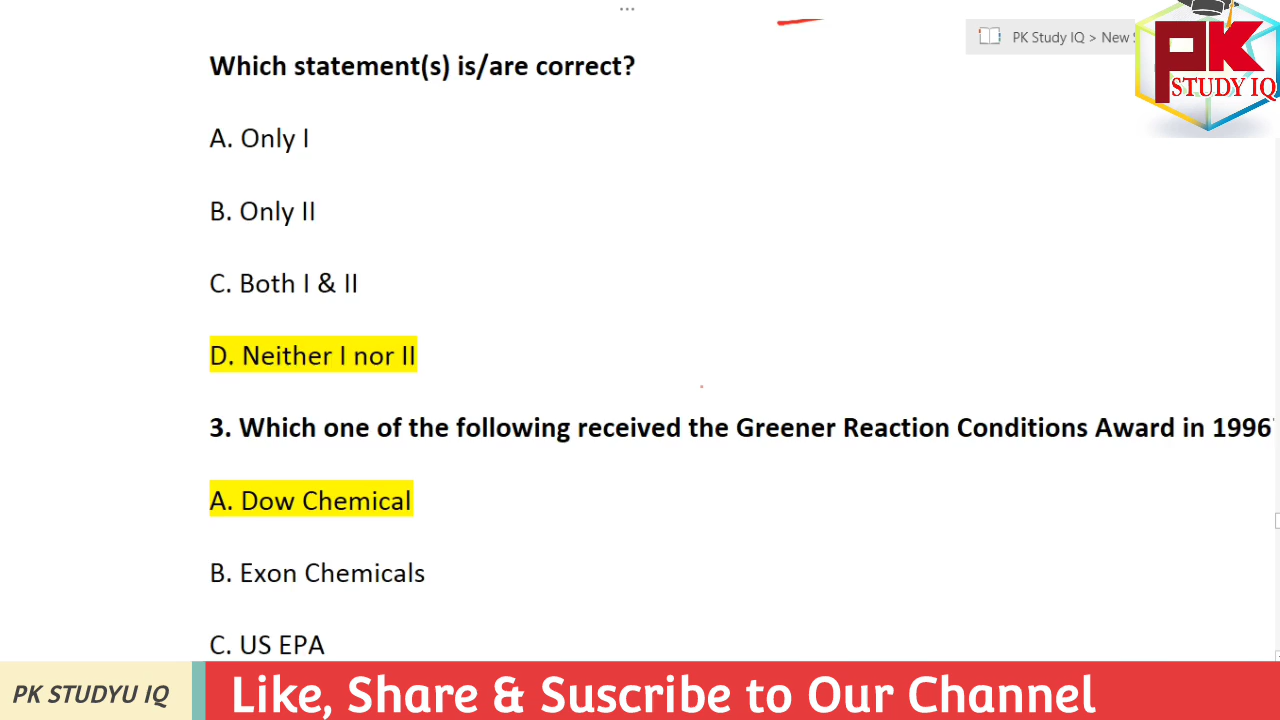 ...
PK Study IQ > New
PK
STUDY IQ
Which statement(s) is/are correct?
A. Only I
B. Only II
C. Both I & II
D. Neither I nor II
3. Which one of the following received the Greener Reaction Conditions Award in 1996
A. Dow Chemical
B. Exon Chemicals
C. US EPA
PK STUDYU IQ
Like, Share & Suscribe to Our Channel